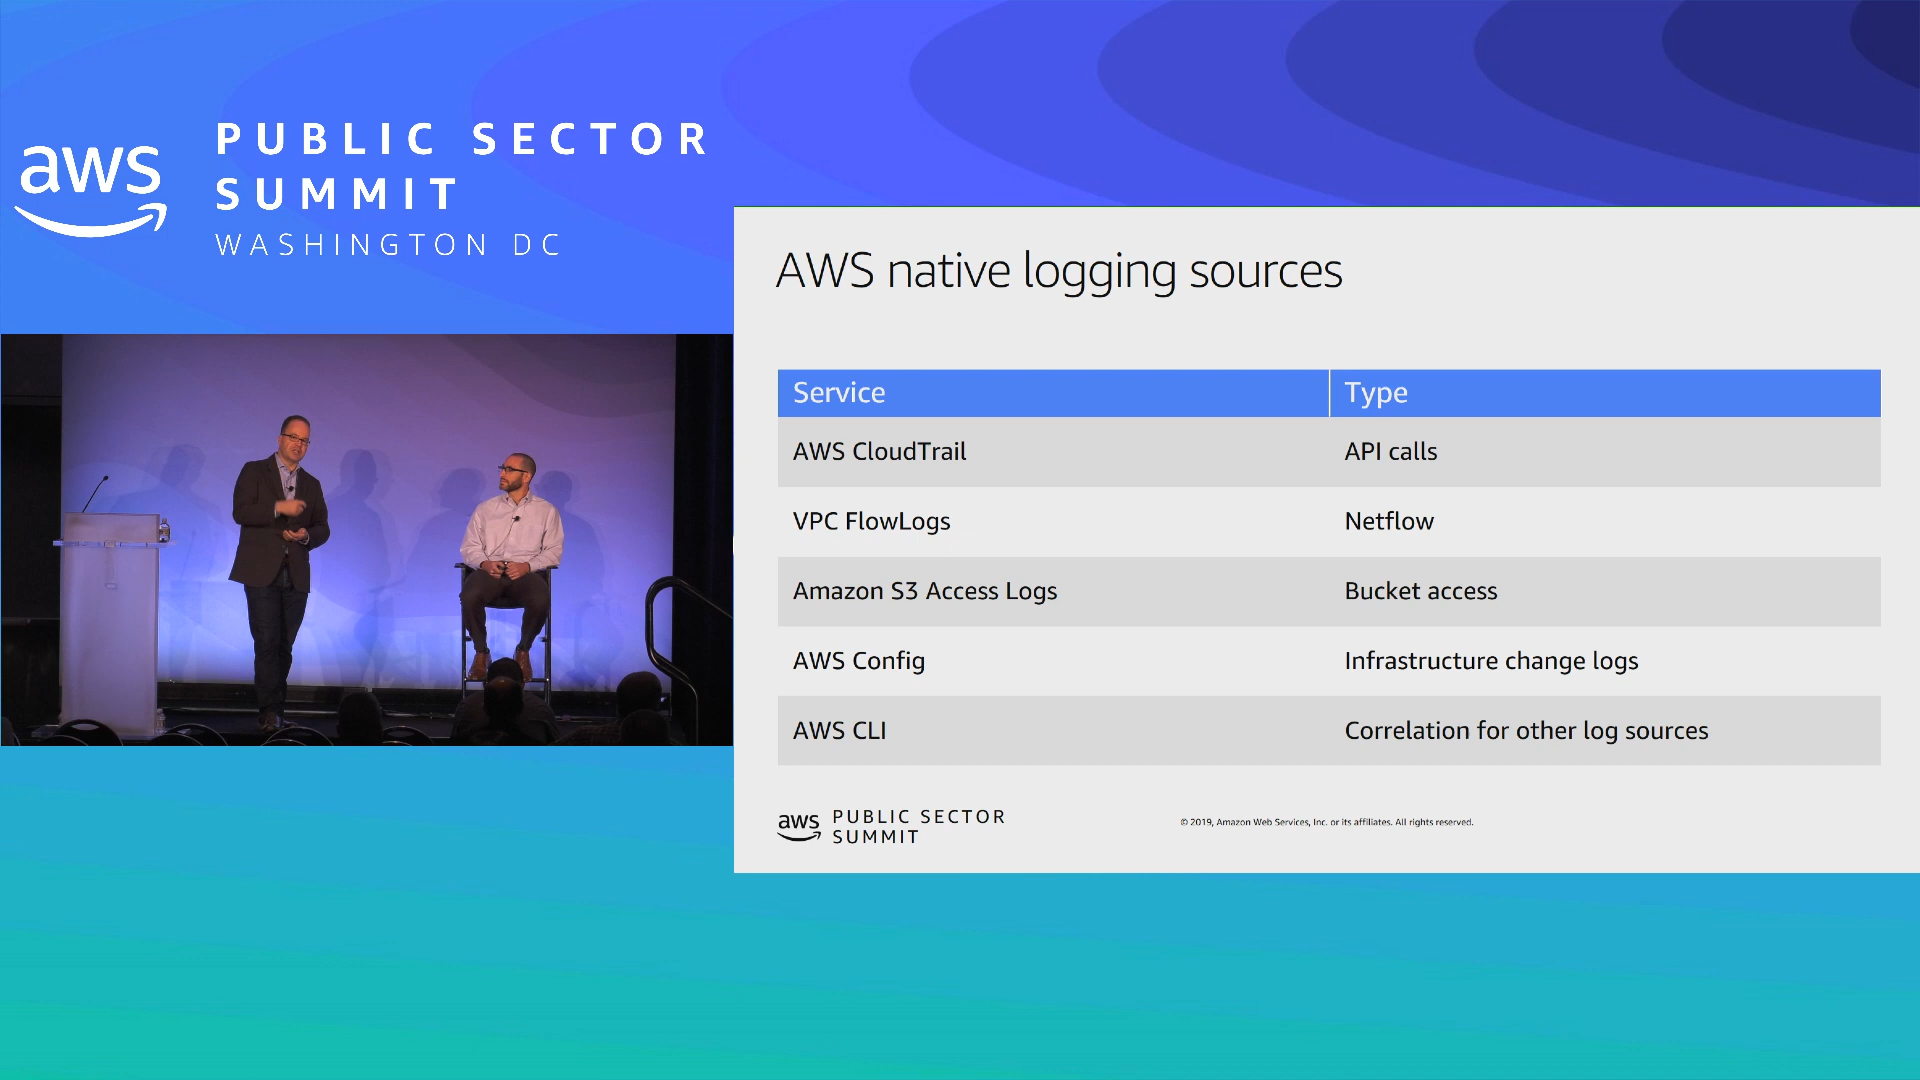 aws
PUBLIC SECTOR
SUMMIT
WASHINGTON DC
AWS native logging sources
Service Type
AWS CloudTrail API calls
VPC FlowLogs Netflow
Amazon S3 Access Logs Bucket access
AWS Config Infrastructure change logs
AWS CLI Correlation for other log sources
aws PUBLIC SECTOR
SUMMIT
© 2019, Amazon Web Services, Inc. or its affiliates. All rights reserved.